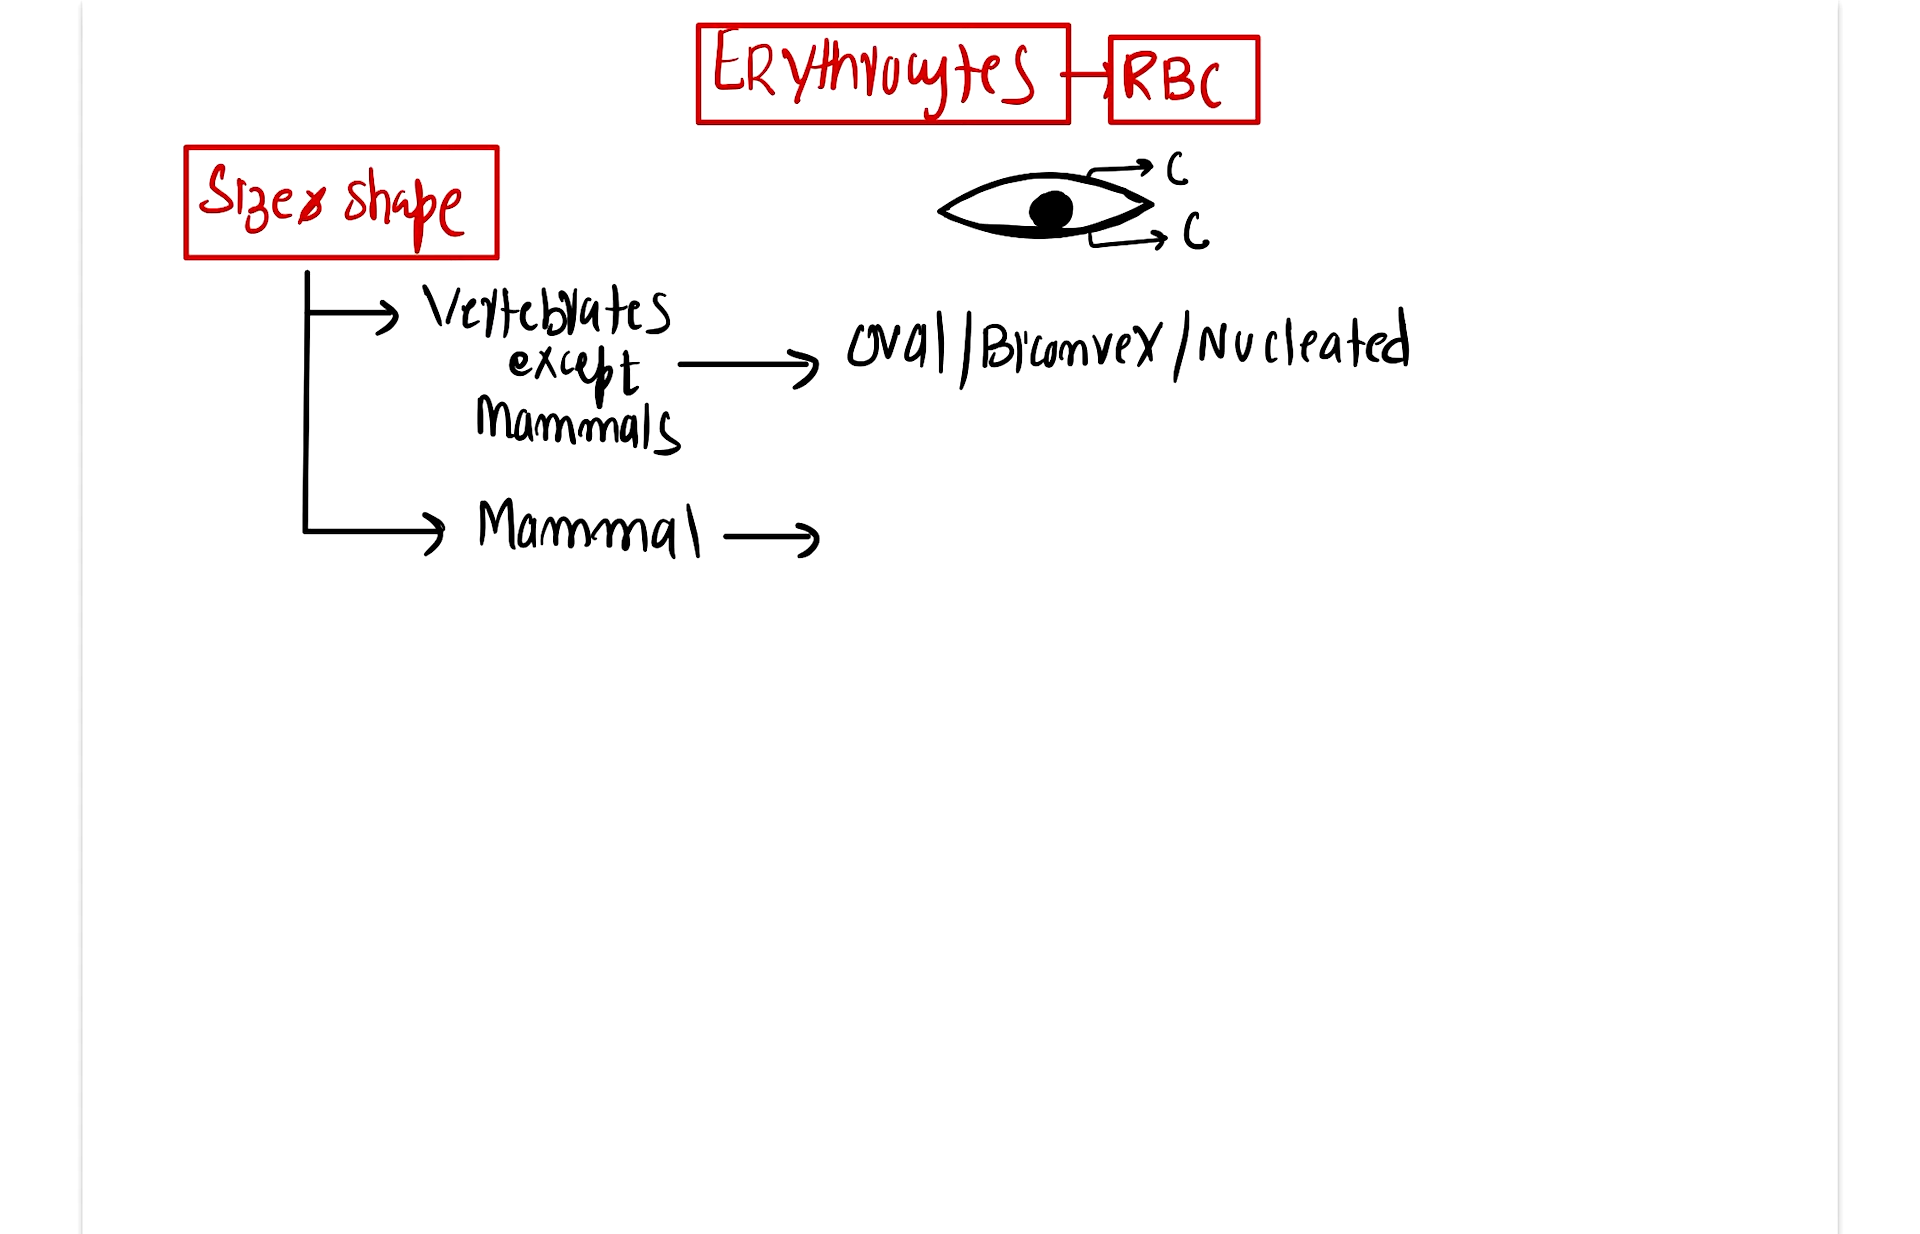 ERythrocytes → RBC
Size & shape
C
C
Vertebrates
except
Mammals
→ oval/Biconvex/Nucleated
Mammal →